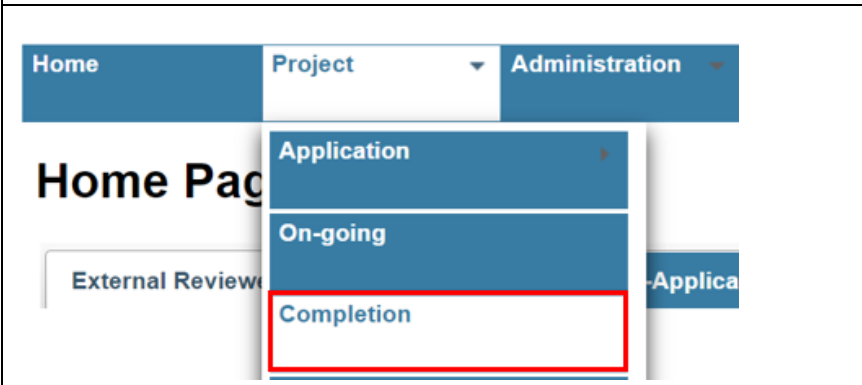 Home Project Administration
Application
Home Pag
On-going
External Reviewe -Applica
Completion